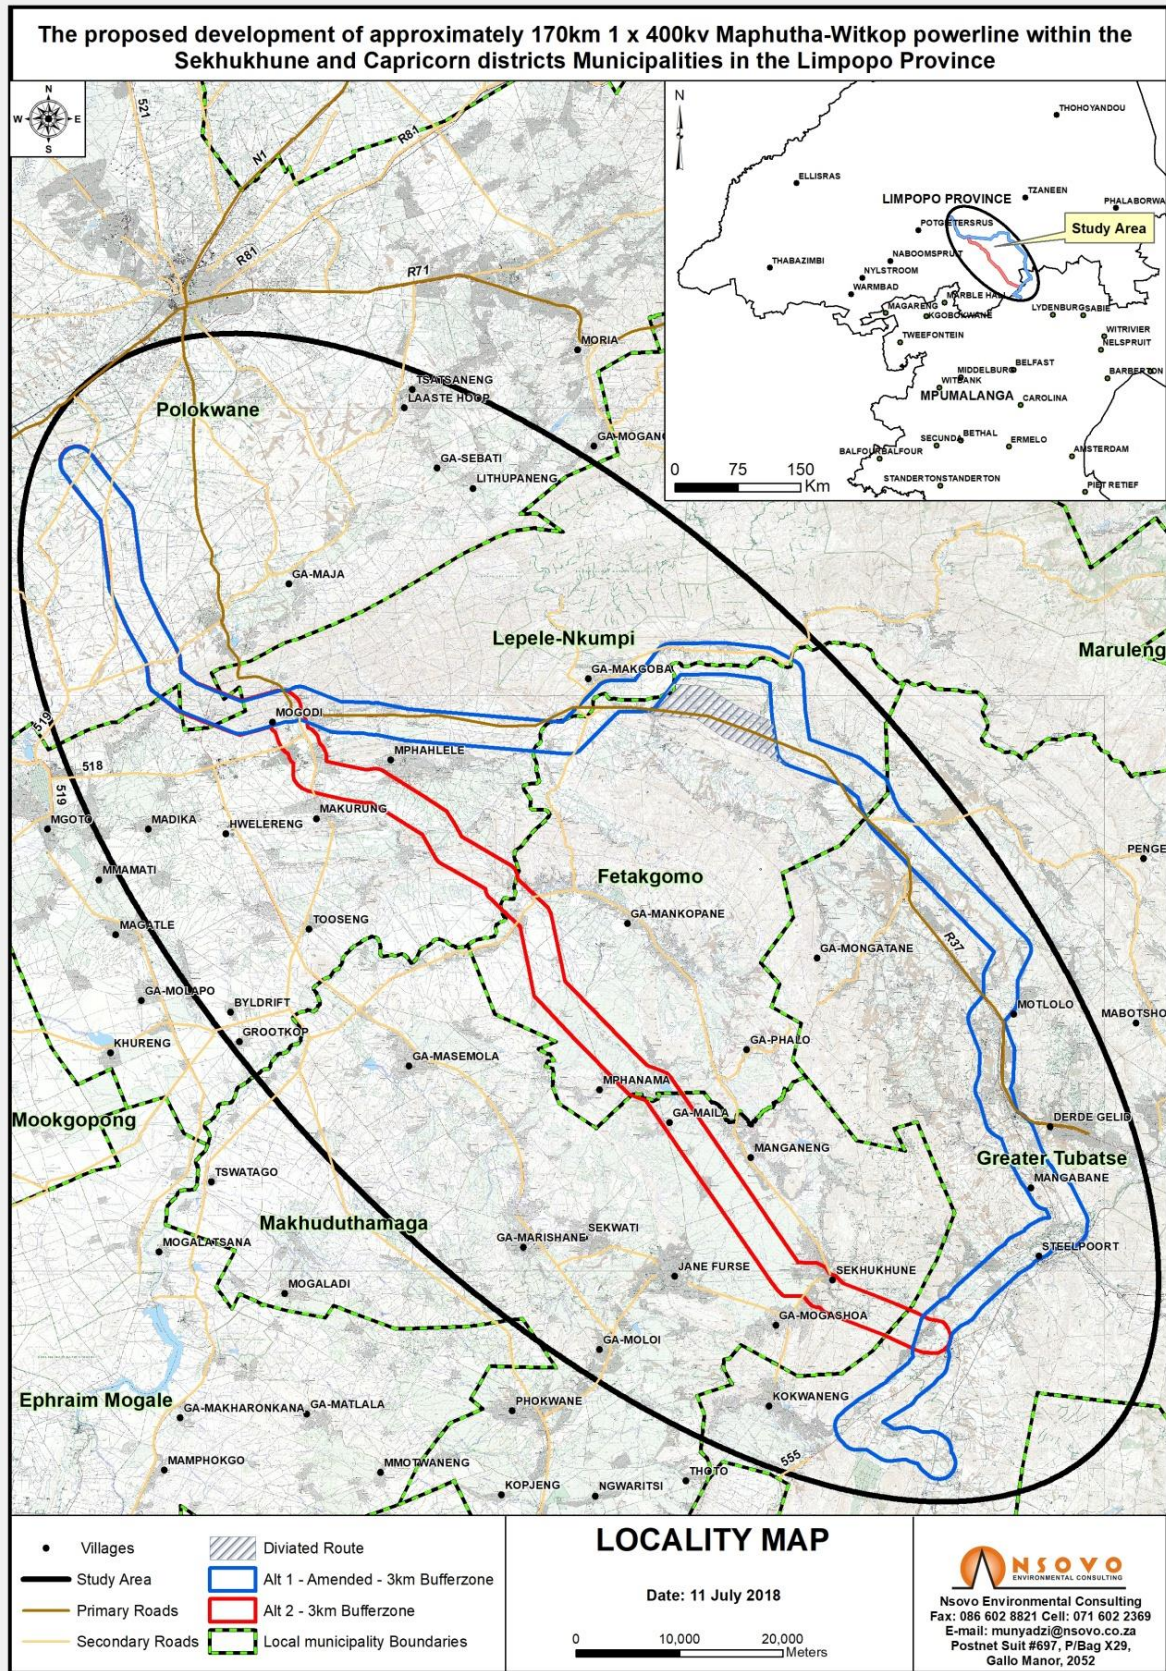 The proposed development of approximately 170km 1 x 400kv Maphutha-Witkop powerline within the
Sekhukhune and Capricorn districts Municipalities in the Limpopo Province
N
W
E
S
521
N1
R81
R81
R71
N
THOHOYANDOU
ELLISRAS
LIMPOPO PROVINCE
TZANEEN
PHALABORWA
POTGIETERSRUS
Study Area
THABAZIMBI
NABOOMSPRUIT
NYLSTROOM
WARMBAD
MARBLE HALL
MAGARENG
KGOBOKWANE
LYDENBURG
SABIE
TWEEFONTEIN
WITRIVIER
NELSPRUIT
MIDDELBURG
BELFAST
WITBANK
BARBERTON
MPUMALANGA
CAROLINA
SECUNDA
BETHAL
ERMELO
BALFOUR
BALFOUR
AMSTERDAM
STANDERTON
STANDERTON
PIET RETIEF
0 75 150
Km
MORIA
TSATSANENG
LAASTE HOOP
Polokwane
GA-MOGANO
GA-SEBATI
LITHUPANENG
GA-MAJA
Lepele-Nkumpi
Maruleng
GA-MAKGOBA
MOGODI
519
518
519
MPHAHLELE
MAKURUNG
MGOTO
MADIKA
HWELERENG
PENGE
MMAMATI
Fetakgomo
MAGATLE
TOOSENG
GA-MANKOPANE
R37
GA-MONGATANE
GA-MOLAPO
BYLDRIFT
MOTLOLO
MABOTSHO
GROOTKOP
KHURENG
GA-MASEMOLA
GA-PHALO
MPHANAMA
Mookgopong
GA-MAILA
DERDE GELID
MANGANENG
Greater Tubatse
TSWATAGO
MANGABANE
Makhuduthamaga
SEKWATI
MOGALATSANA
GA-MARISHANE
STEELPOORT
JANE FURSE
SEKHUKHUNE
MOGALADI
GA-MOGASHOA
GA-MOLOI
Ephraim Mogale
GA-MAKHARONKANA
GA-MATLALA
PHOKWANE
KOKWANENG
MAMPHOKGO
MMOTWANENG
555
THOTO
KOPJENG
NGWARITSI
Villages
Study Area
Primary Roads
Secondary Roads
Diviated Route
Alt 1 - Amended - 3km Bufferzone
Alt 2 - 3km Bufferzone
Local municipality Boundaries
LOCALITY MAP
Date: 11 July 2018
0 10,000 20,000
Meters
NSOVO
ENVIRONMENTAL CONSULTING
Nsovo Environmental Consulting
Fax: 086 602 8821 Cell: 071 602 2369
E-mail: munyadzi@nsovo.co.za
Postnet Suit #697, P/Bag X29,
Gallo Manor, 2052